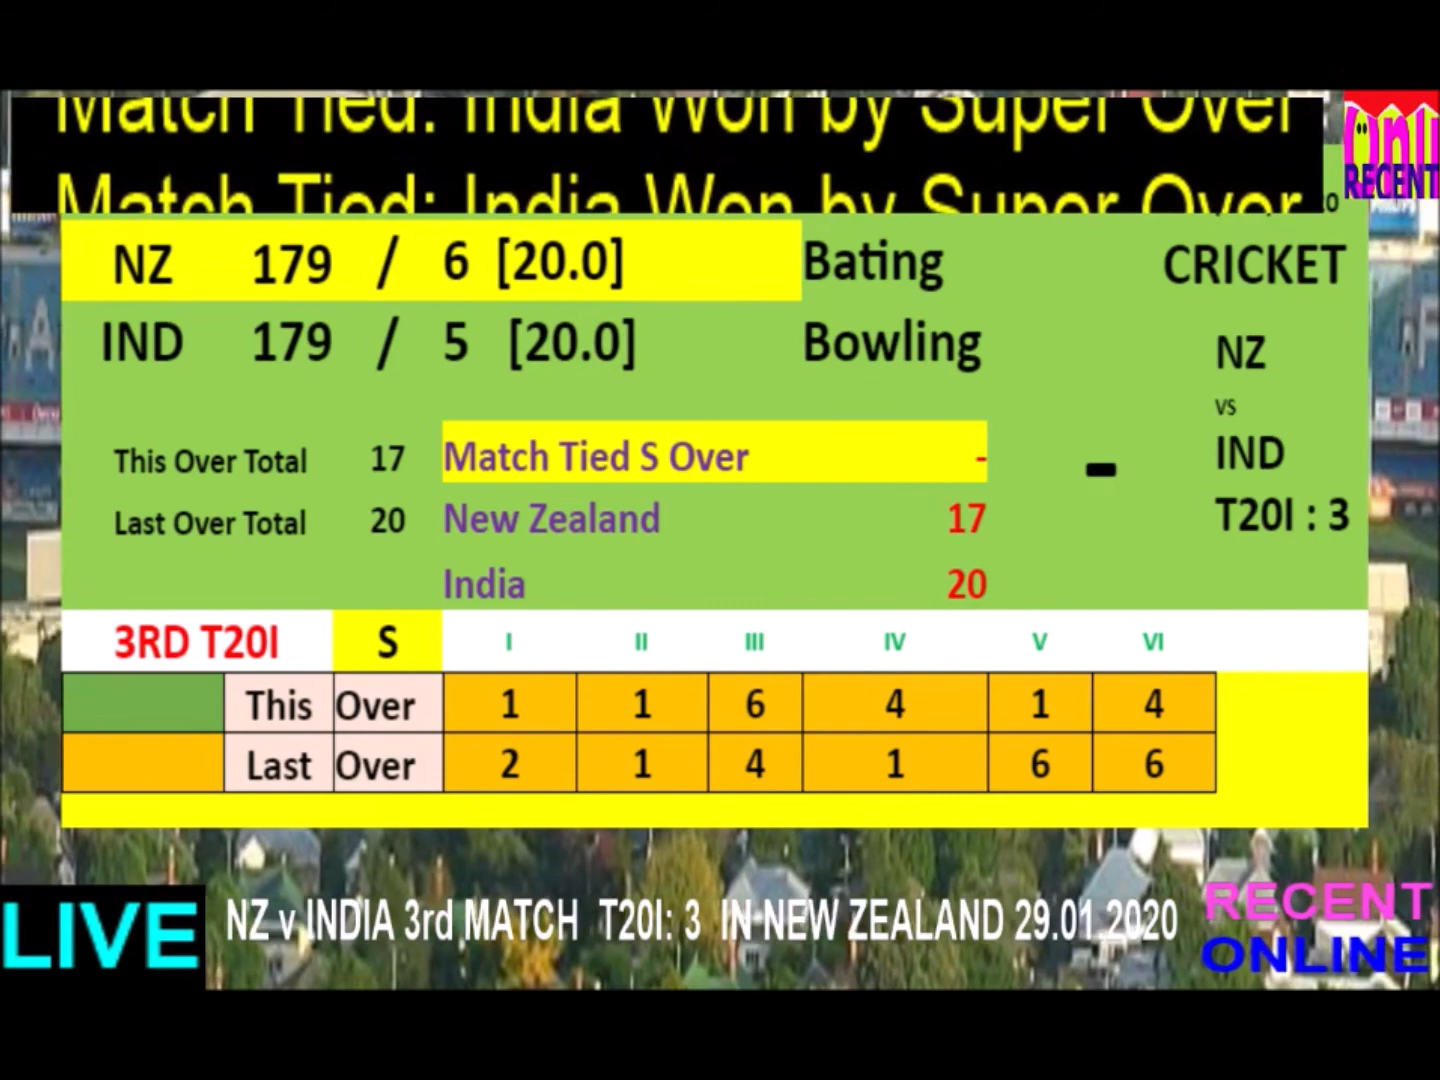 Match Tied: India Won by Super Over
Match Tied: India Won by Super Over
RECENT
NZ 179 / 6 [20.0] Bating CRICKET
IND 179 / 5 [20.0] Bowling NZ
vs
This Over Total 17 Match Tied S Over - - IND
Last Over Total 20 New Zealand 17 T20I : 3
India 20
3RD T20I S I II III IV V VI
This Over 1 1 6 4 1 4
Last Over 2 1 4 1 6 6
LIVE NZ v INDIA 3rd MATCH T20I: 3 IN NEW ZEALAND 29.01.2020 RECENT
ONLINE